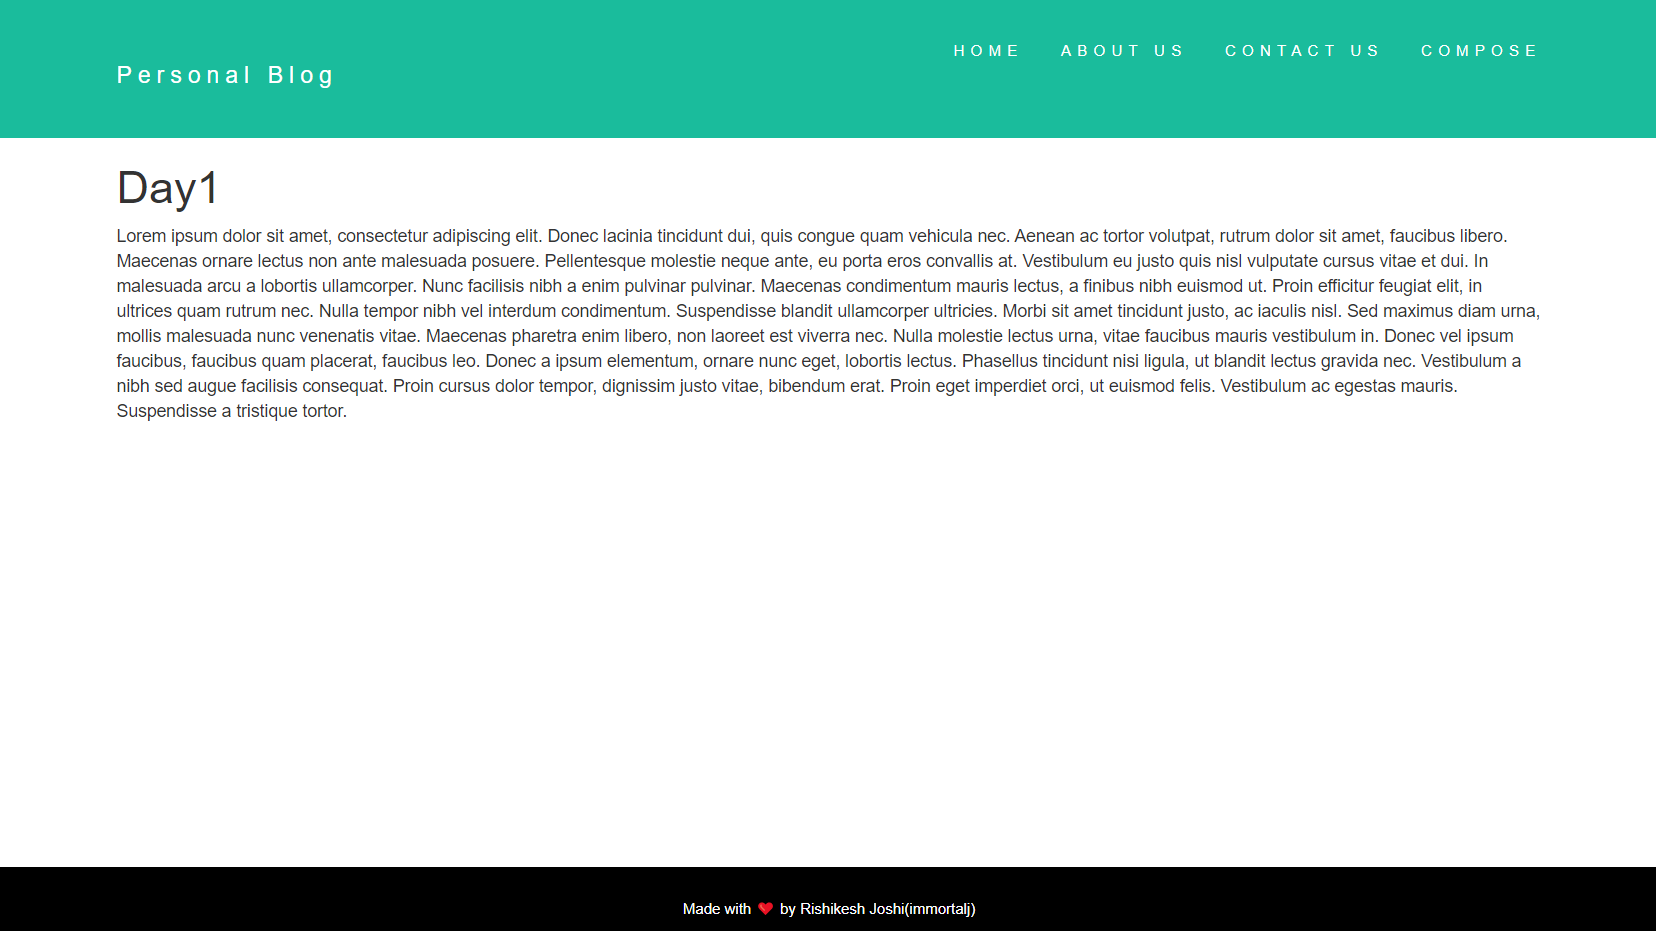 HOME ABOUT US CONTACT US COMPOSE
Personal Blog
Day1
Lorem ipsum dolor sit amet, consectetur adipiscing elit. Donec lacinia tincidunt dui, quis congue quam vehicula nec. Aenean ac tortor volutpat, rutrum dolor sit amet, faucibus libero.
Maecenas ornare lectus non ante malesuada posuere. Pellentesque molestie neque ante, eu porta eros convallis at. Vestibulum eu justo quis nisl vulputate cursus vitae et dui. In
malesuada arcu a lobortis ullamcorper. Nunc facilisis nibh a enim pulvinar pulvinar. Maecenas condimentum mauris lectus, a finibus nibh euismod ut. Proin efficitur feugiat elit, in
ultrices quam rutrum nec. Nulla tempor nibh vel interdum condimentum. Suspendisse blandit ullamcorper ultricies. Morbi sit amet tincidunt justo, ac iaculis nisl. Sed maximus diam urna,
mollis malesuada nunc venenatis vitae. Maecenas pharetra enim libero, non laoreet est viverra nec. Nulla molestie lectus urna, vitae faucibus mauris vestibulum in. Donec vel ipsum
faucibus, faucibus quam placerat, faucibus leo. Donec a ipsum elementum, ornare nunc eget, lobortis lectus. Phasellus tincidunt nisi ligula, ut blandit lectus gravida nec. Vestibulum a
nibh sed augue facilisis consequat. Proin cursus dolor tempor, dignissim justo vitae, bibendum erat. Proin eget imperdiet orci, ut euismod felis. Vestibulum ac egestas mauris.
Suspendisse a tristique tortor.
Made with ❤ by Rishikesh Joshi(immortalj)